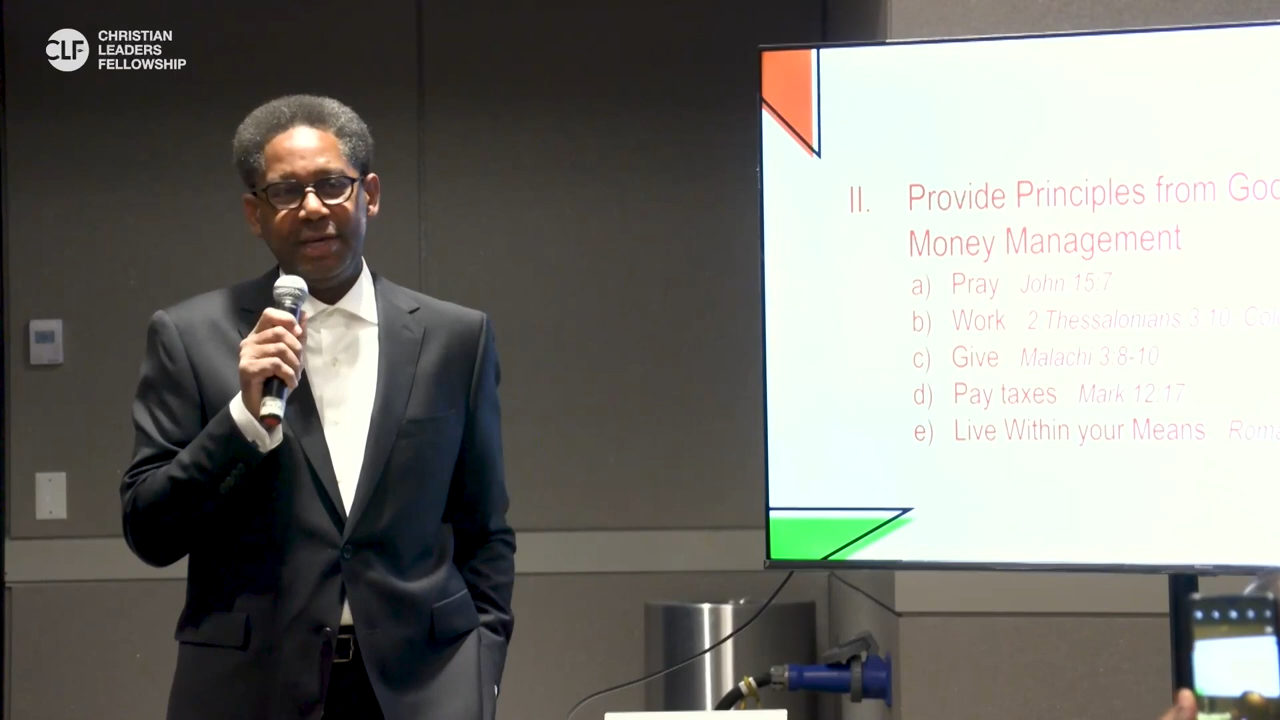 CLF
CHRISTIAN
LEADERS
FELLOWSHIP
II. Provide Principles from
Money Management
a) Pray John 15:7
b) Work 2 Thessalonians 3:10
c) Give Malachi 3:8-10
d) Pay taxes Mark 12:17
e) Live Within your Means